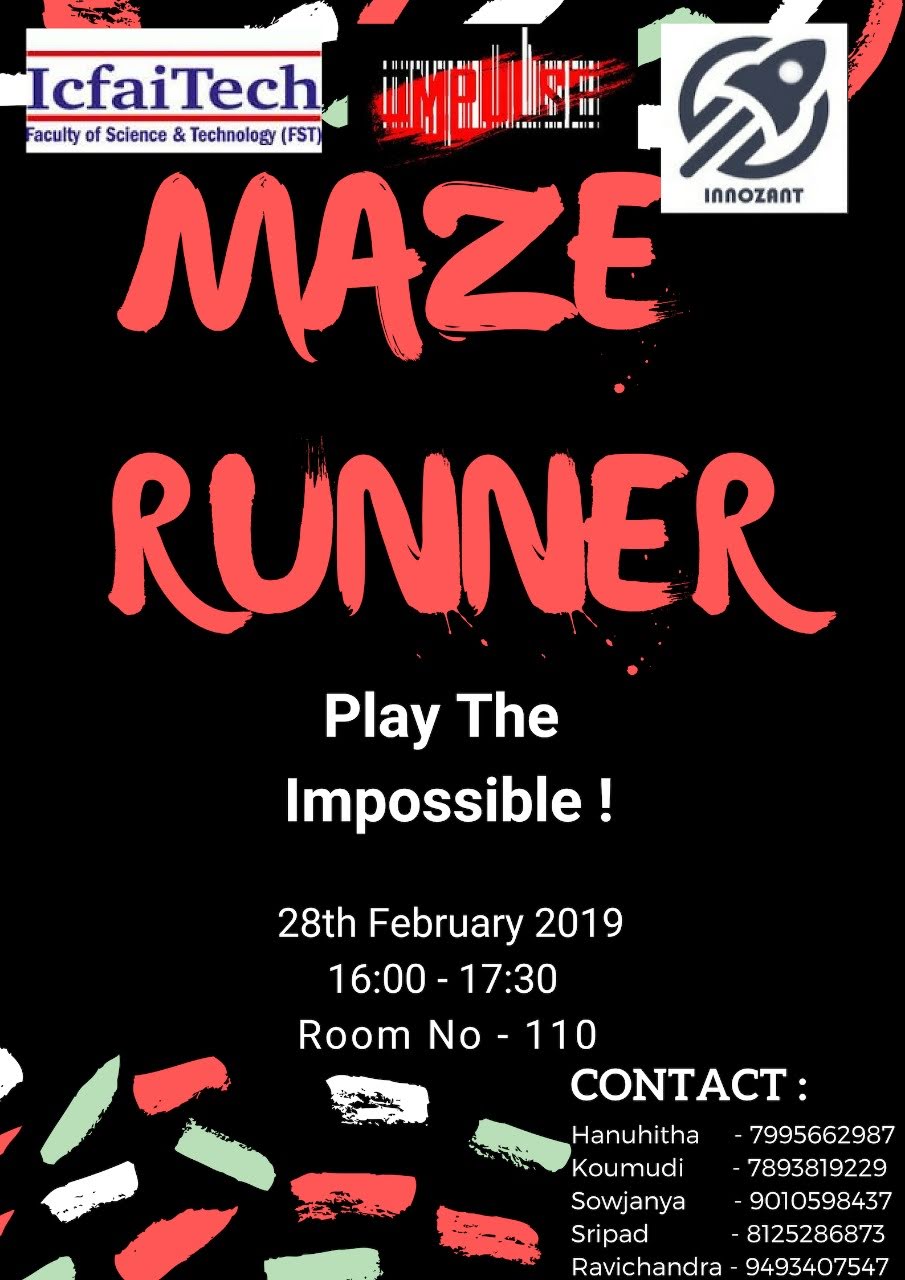 IcfaiTech
Faculty of Science & Technology (FST)
IMPULSE
INNOZANT
MAZE
RUNNER
Play The
Impossible !
28th February 2019
16:00 - 17:30
Room No - 110
CONTACT :
Hanuhitha - 7995662987
Koumudi - 7893819229
Sowjanya - 9010598437
Sripad - 8125286873
Ravichandra - 9493407547